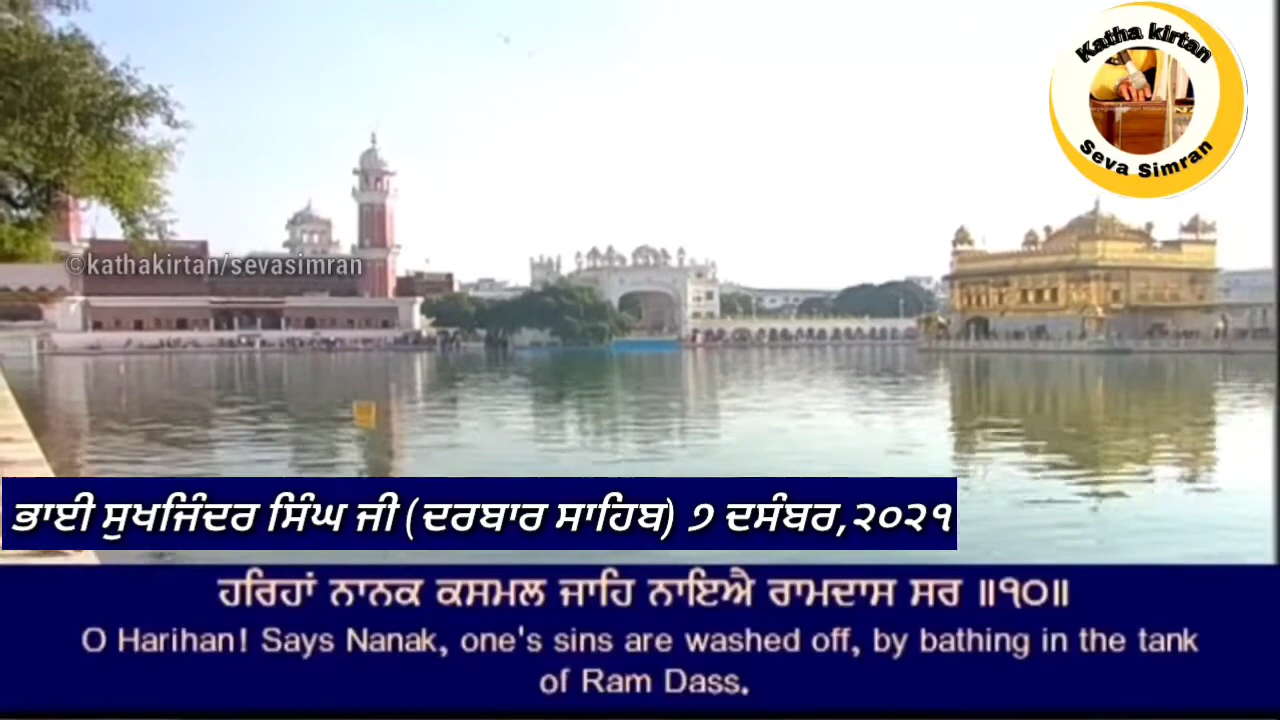 Katha kirtan
Seva Simran
©kathakirtan/sevasimran
ਭਾਈ ਸੁਖਜਿੰਦਰ ਸਿੰਘ ਜੀ (ਦਰਬਾਰ ਸਾਹਿਬ) ੭ ਦਸੰਬਰ,੨੦੨੧
ਹਰਿਹਾਂ ਨਾਨਕ ਕਸਮਲ ਜਾਹਿ ਨਾਇਐ ਰਾਮਦਾਸ ਸਰ ॥੧੦॥
O Harihan! Says Nanak, one's sins are washed off, by bathing in the tank
of Ram Dass.